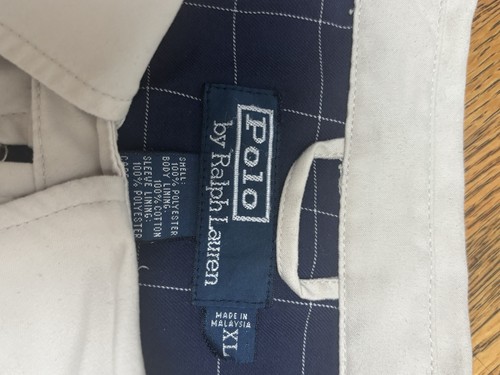 Polo
by Ralph Lauren
MADE IN
MALAYSIA
XL
SHELL:
100% POLYESTER
BODY LINING:
100% COTTON
SLEEVE LINING:
100% POLYESTER